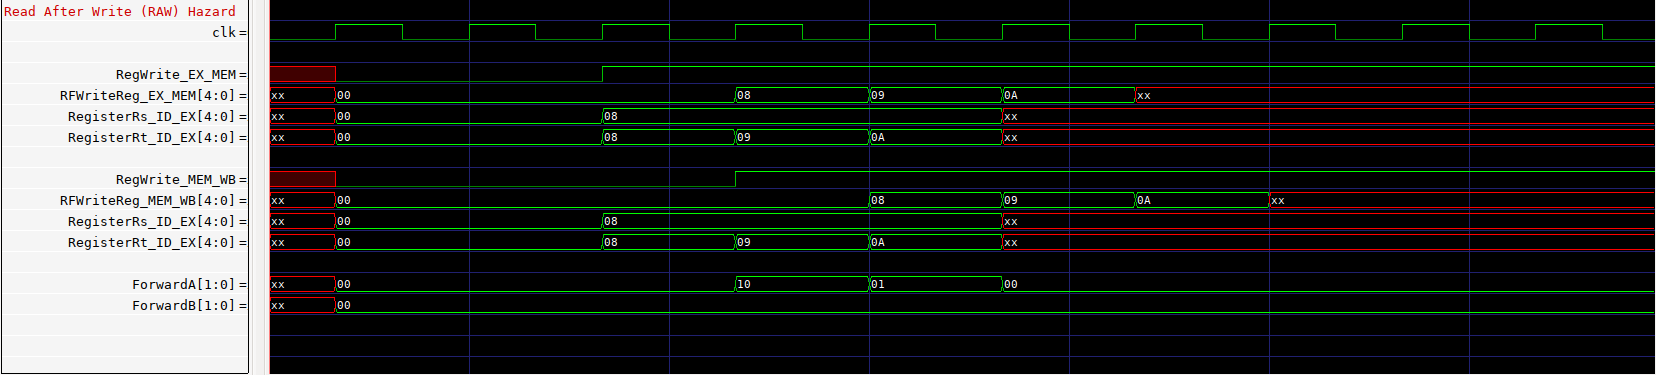 Read After Write (RAW) Hazard
clk=
RegWrite_EX_MEM=
RFWriteReg_EX_MEM[4:0]= xx 00 08 09 0A xx
RegisterRs_ID_EX[4:0]= xx 00 08 xx
RegisterRt_ID_EX[4:0]= xx 00 08 09 0A xx
RegWrite_MEM_WB=
RFWriteReg_MEM_WB[4:0]= xx 00 08 09 0A xx
RegisterRs_ID_EX[4:0]= xx 00 08 xx
RegisterRt_ID_EX[4:0]= xx 00 08 09 0A xx
ForwardA[1:0]= xx 00 10 01 00
ForwardB[1:0]= xx 00